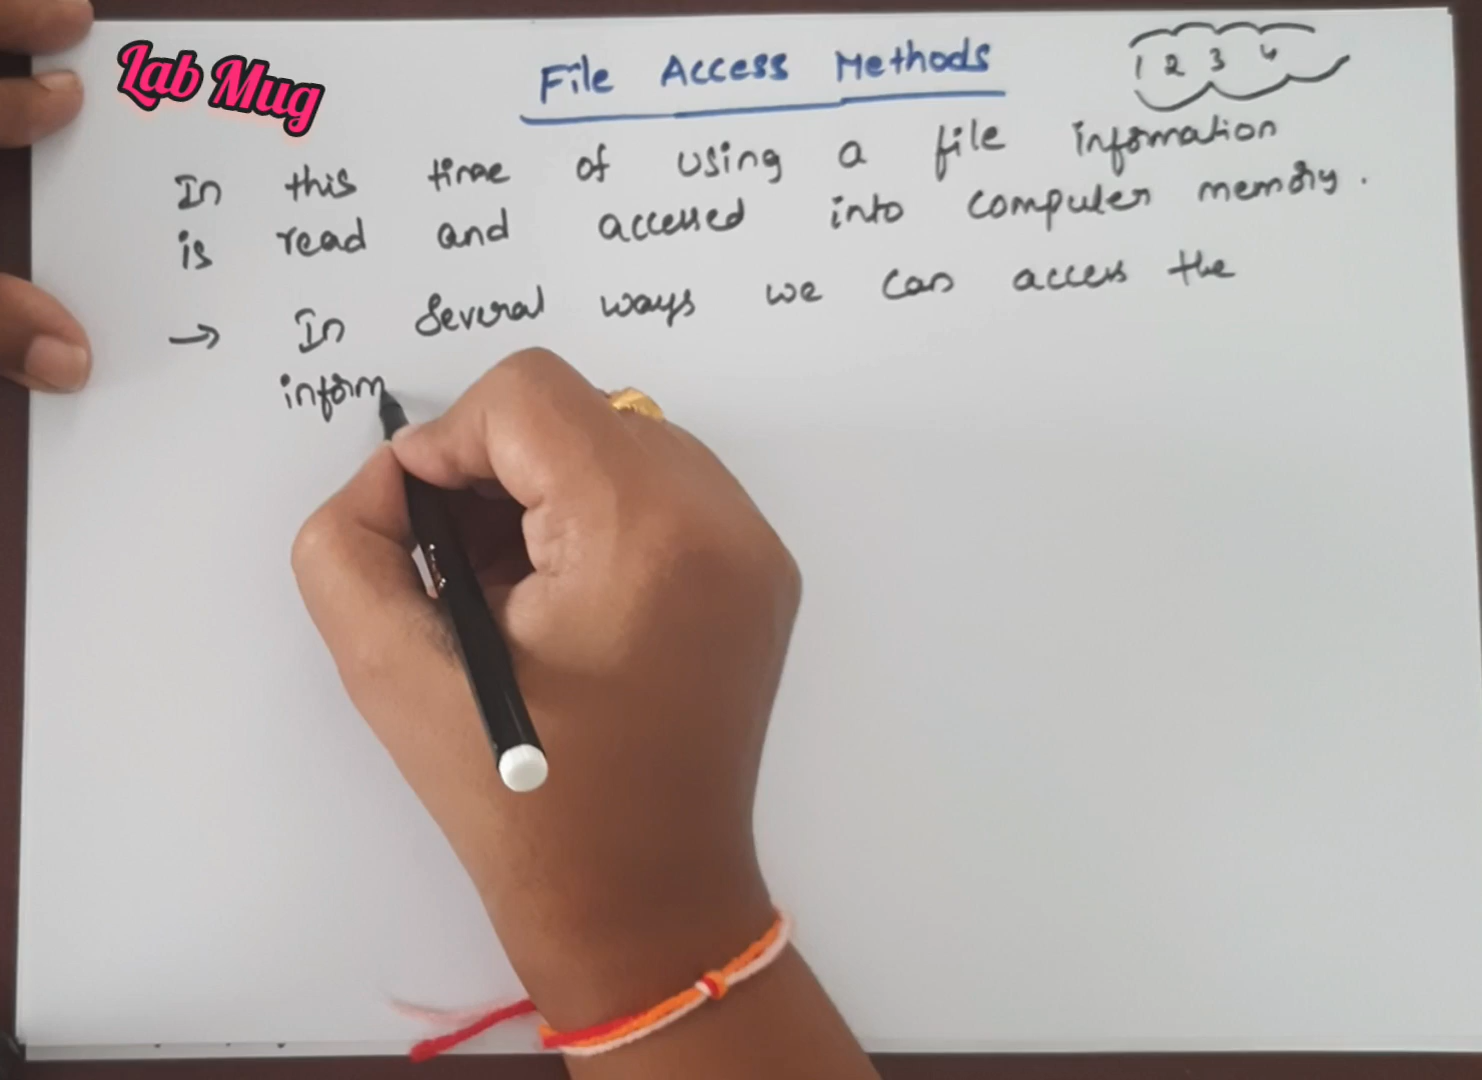 Lab Mug
File Access Methods
1 2 3 4
In this time of using a file information
is read and accessed into computer memory.
→ In several ways we can access the
inform